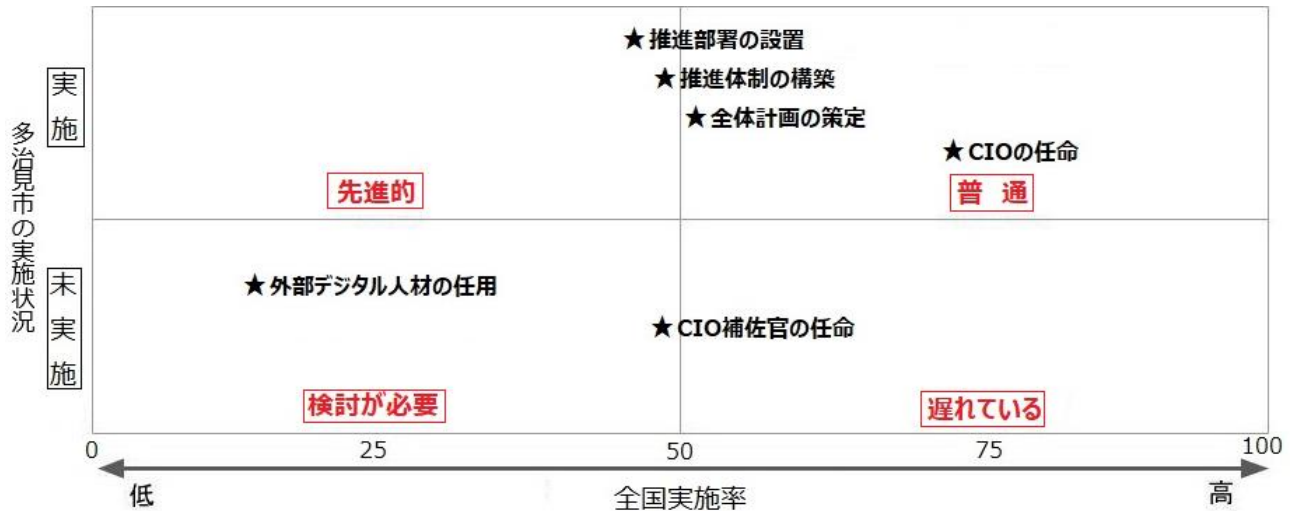 多治見市の実施状況
実施
★推進部署の設置
★推進体制の構築
★全体計画の策定
★CIOの任命
先進的
普 通
未実施
★外部デジタル人材の任用
★CIO補佐官の任命
検討が必要
遅れている
0 25 50 75 100
低 全国実施率 高